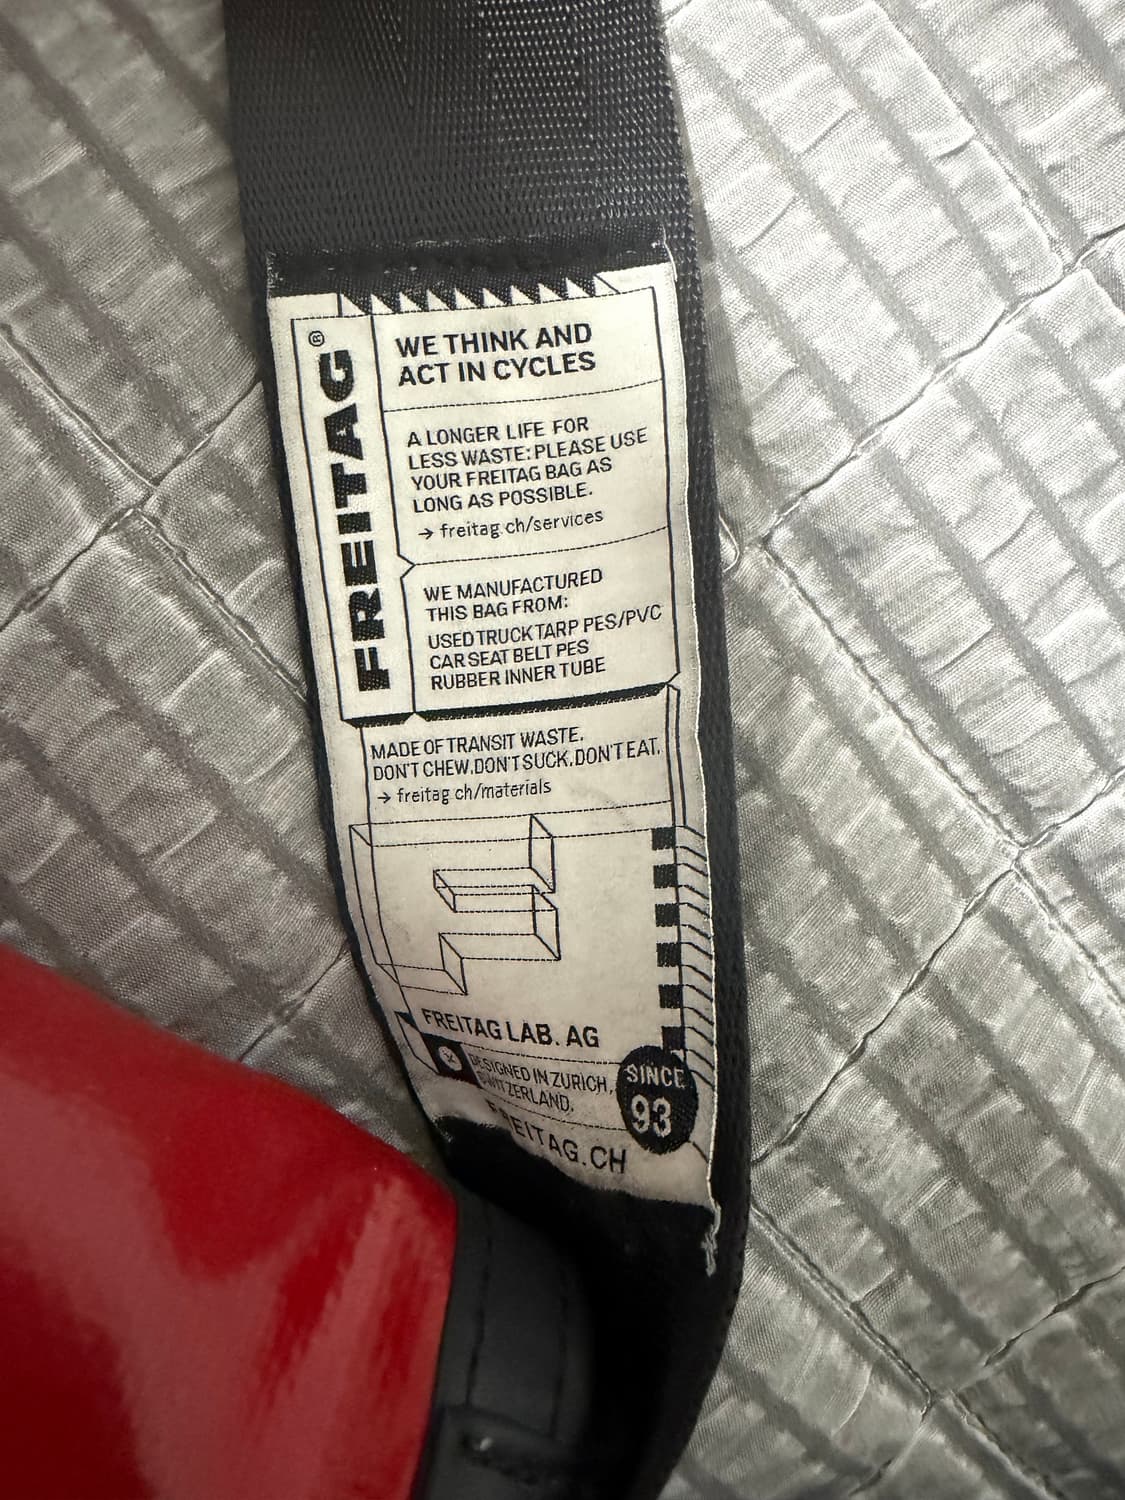 FREITAG®
WE THINK AND
ACT IN CYCLES
A LONGER LIFE FOR
LESS WASTE: PLEASE USE
YOUR FREITAG BAG AS
LONG AS POSSIBLE.
→ freitag.ch/services
WE MANUFACTURED
THIS BAG FROM:
USED TRUCK TARP PES/PVC
CAR SEAT BELT PES
RUBBER INNER TUBE
MADE OF TRANSIT WASTE.
DON'T CHEW. DON'T SUCK. DON'T EAT.
→ freitag.ch/materials
FREITAG LAB. AG
DESIGNED IN ZURICH,
SWITZERLAND.
SINCE
93
FREITAG.CH